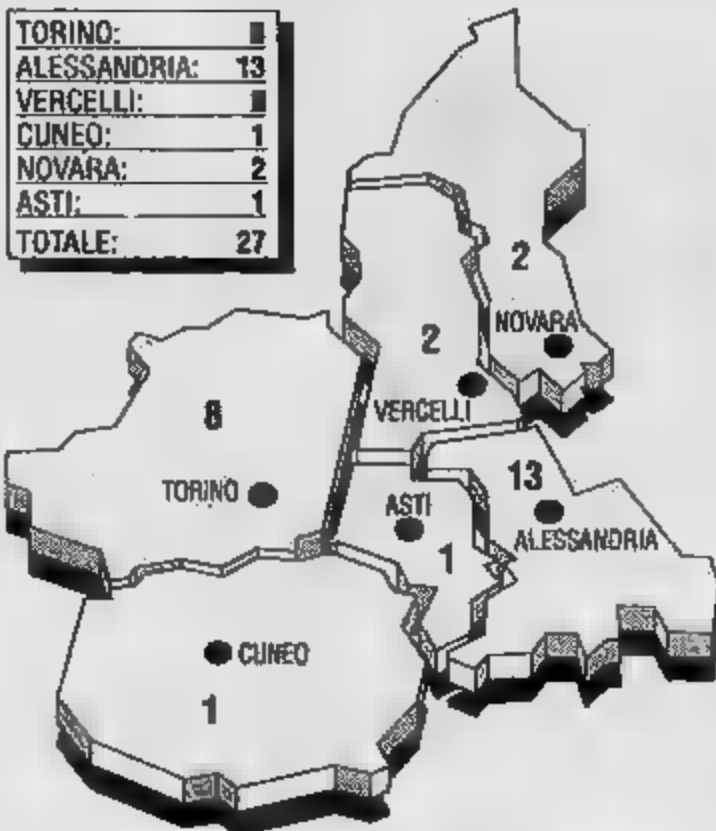 TORINO:
ALESSANDRIA: 13
VERCELLI:
CUNEO: 1
NOVARA: 2
ASTI: 1
TOTALE: 27
2
NOVARA
2
VERCELLI
8
TORINO
13
ALESSANDRIA
ASTI
1
CUNEO
1